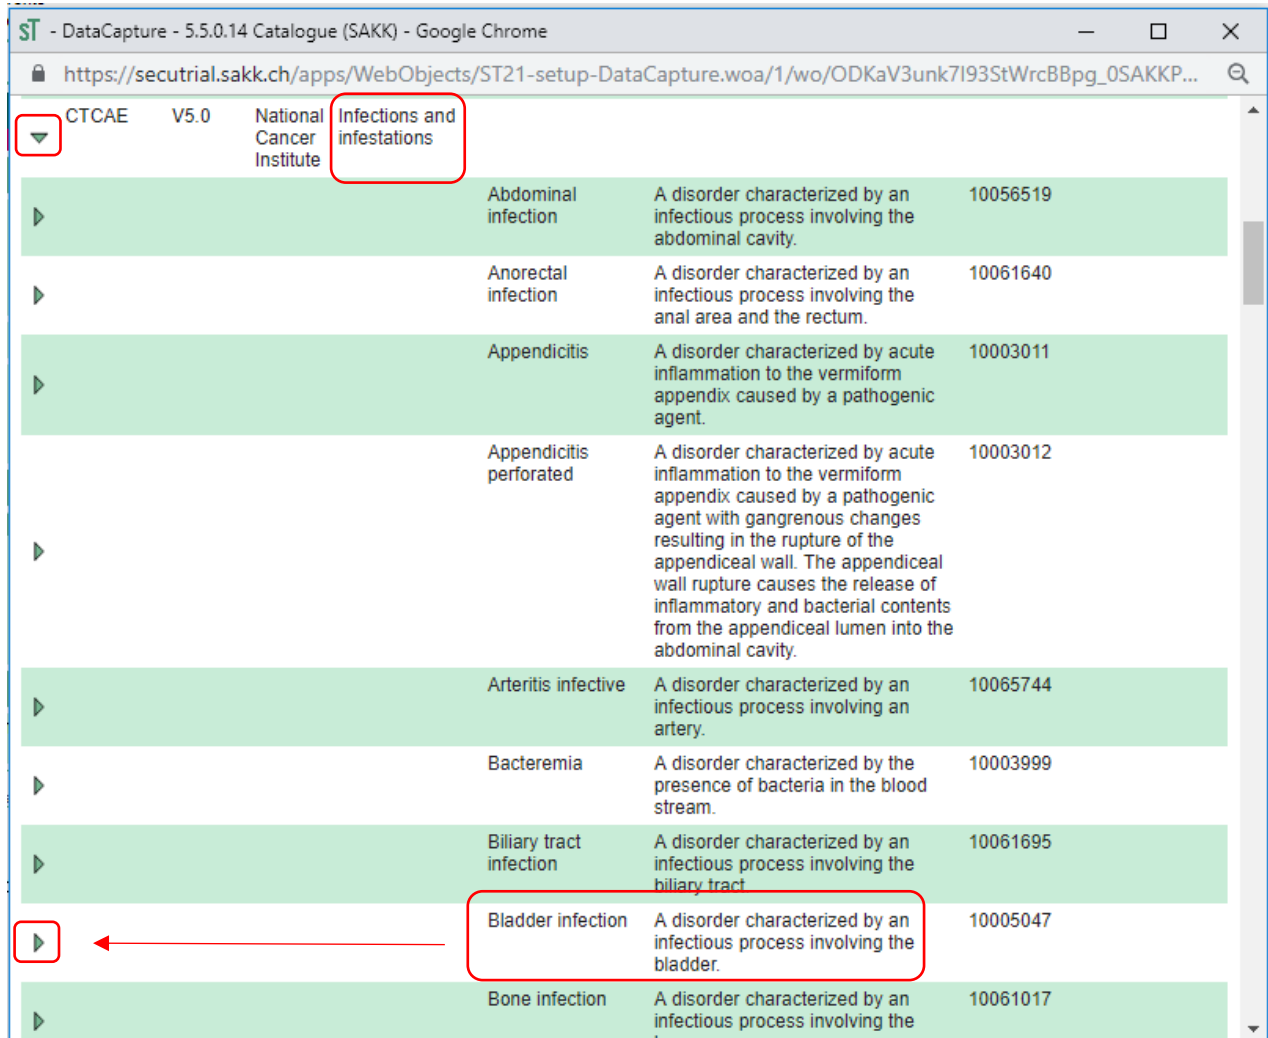 sT - DataCapture - 5.5.0.14 Catalogue (SAKK) - Google Chrome
https://secutrial.sakk.ch/apps/WebObjects/ST21-setup-DataCapture.woa/1/wo/ODKaV3unk7I93StWrcBBpg_0SAKKP...
CTCAE V5.0 National Infections and
Cancer infestations
Institute
Abdominal A disorder characterized by an 10056519
infection infectious process involving the
abdominal cavity.
Anorectal A disorder characterized by an 10061640
infection infectious process involving the
anal area and the rectum.
Appendicitis A disorder characterized by acute 10003011
inflammation to the vermiform
appendix caused by a pathogenic
agent.
Appendicitis A disorder characterized by acute 10003012
perforated inflammation to the vermiform
appendix caused by a pathogenic
agent with gangrenous changes
resulting in the rupture of the
appendiceal wall. The appendiceal
wall rupture causes the release of
inflammatory and bacterial contents
from the appendiceal lumen into the
abdominal cavity.
Arteritis infective A disorder characterized by an 10065744
infectious process involving an
artery.
Bacteremia A disorder characterized by the 10003999
presence of bacteria in the blood
stream.
Biliary tract A disorder characterized by an 10061695
infection infectious process involving the
biliary tract
Bladder infection A disorder characterized by an 10005047
infectious process involving the
bladder.
Bone infection A disorder characterized by an 10061017
infectious process involving the